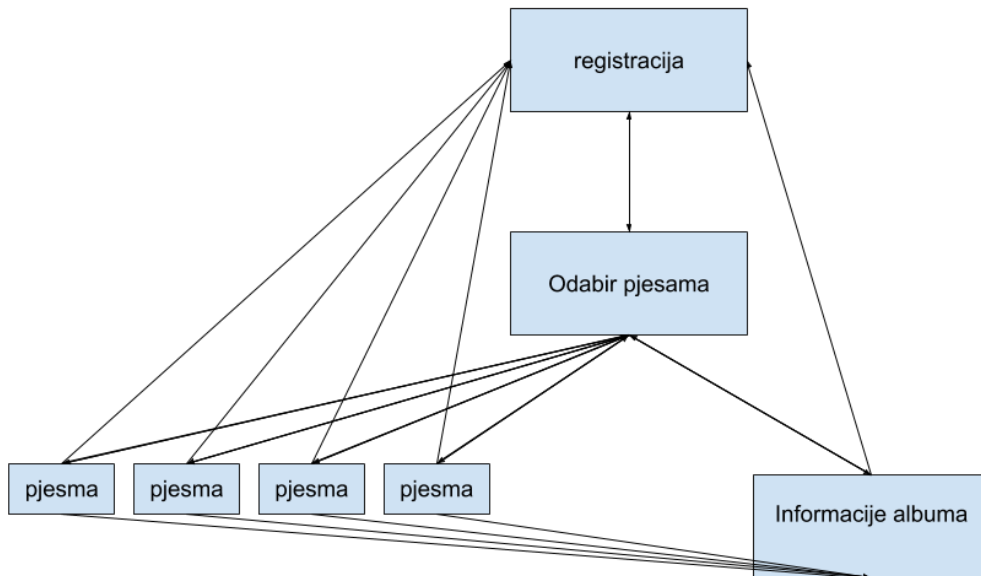 registracija
Odabir pjesama
pjesma
pjesma
pjesma
pjesma
Informacije albuma